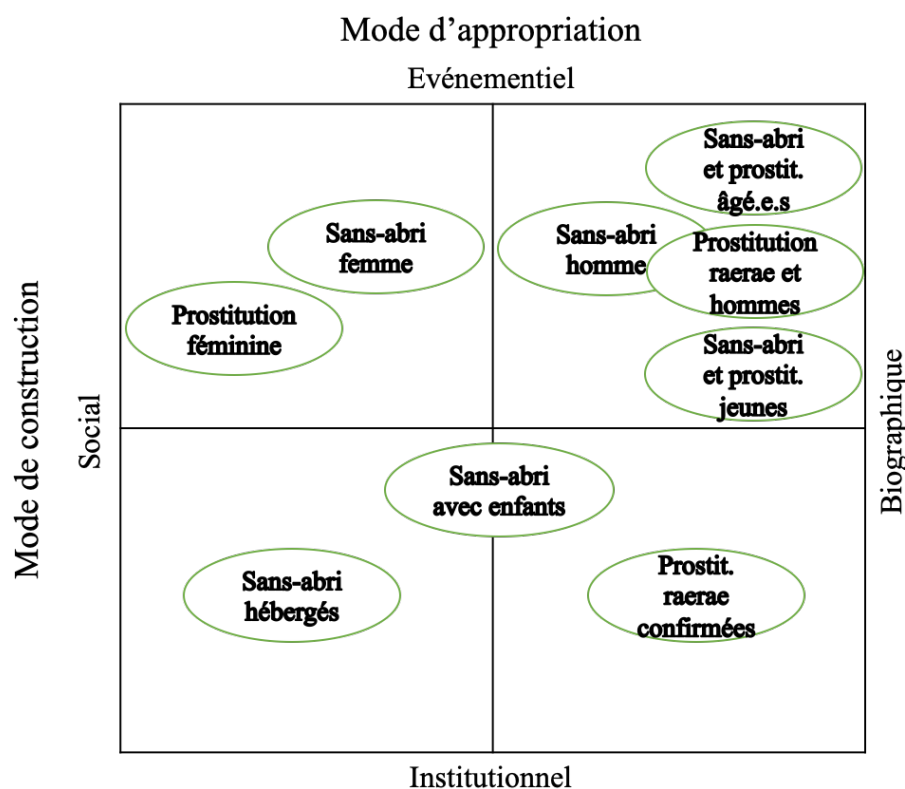 Mode d’appropriation
Evénementiel
Sans-abri
et prostit.
âgé.e.s
Sans-abri
femme
Sans-abri
homme
Prostitution
raerae et
hommes
Prostitution
féminine
Sans-abri
et prostit.
jeunes
Mode de construction
Social
Biographique
Sans-abri
avec enfants
Sans-abri
hébergés
Prostit.
raerae
confirmées
Institutionnel